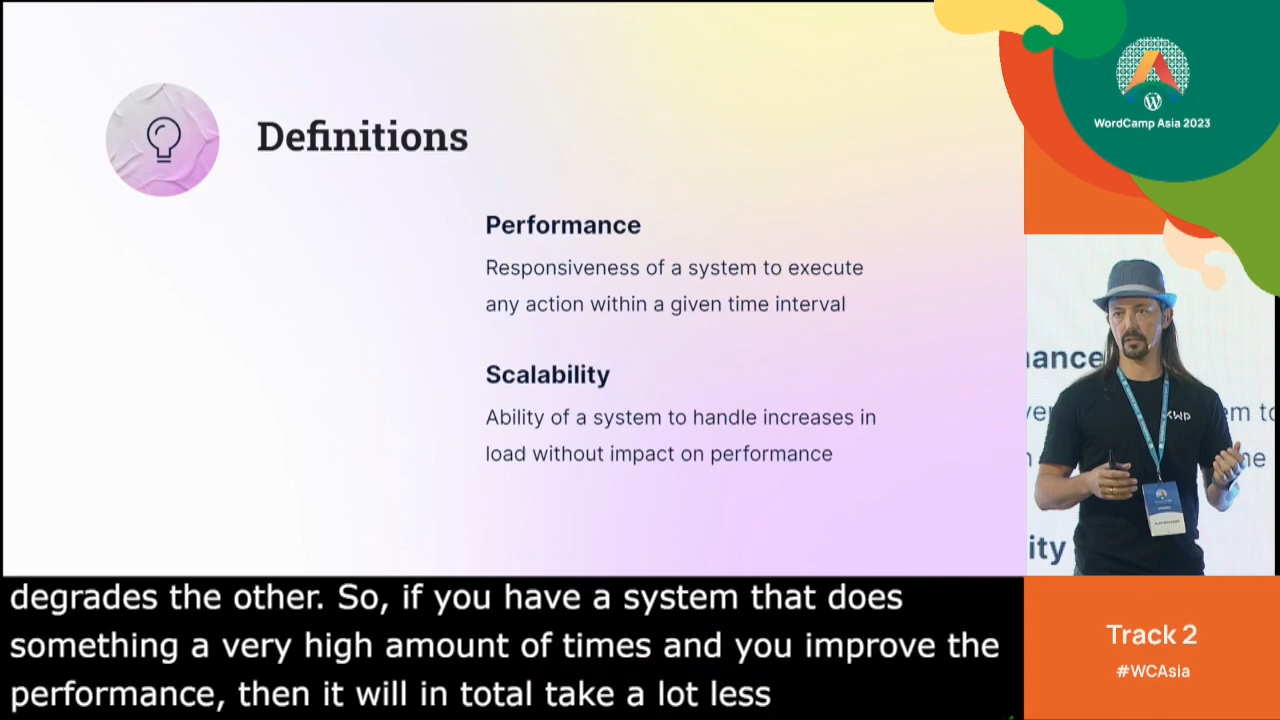 Definitions
Performance
Responsiveness of a system to execute
any action within a given time interval
Scalability
Ability of a system to handle increases in
load without impact on performance
degrades the other. So, if you have a system that does
something a very high amount of times and you improve the
performance, then it will in total take a lot less
WordCamp Asia 2023
XWP
Track 2
#WCAsia